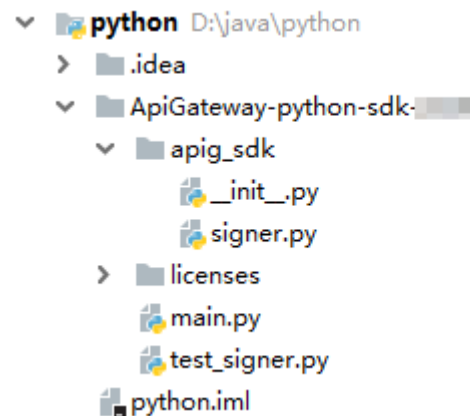 python D:\java\python
.idea
ApiGateway-python-sdk-
apig_sdk
__init__.py
signer.py
licenses
main.py
test_signer.py
python.iml